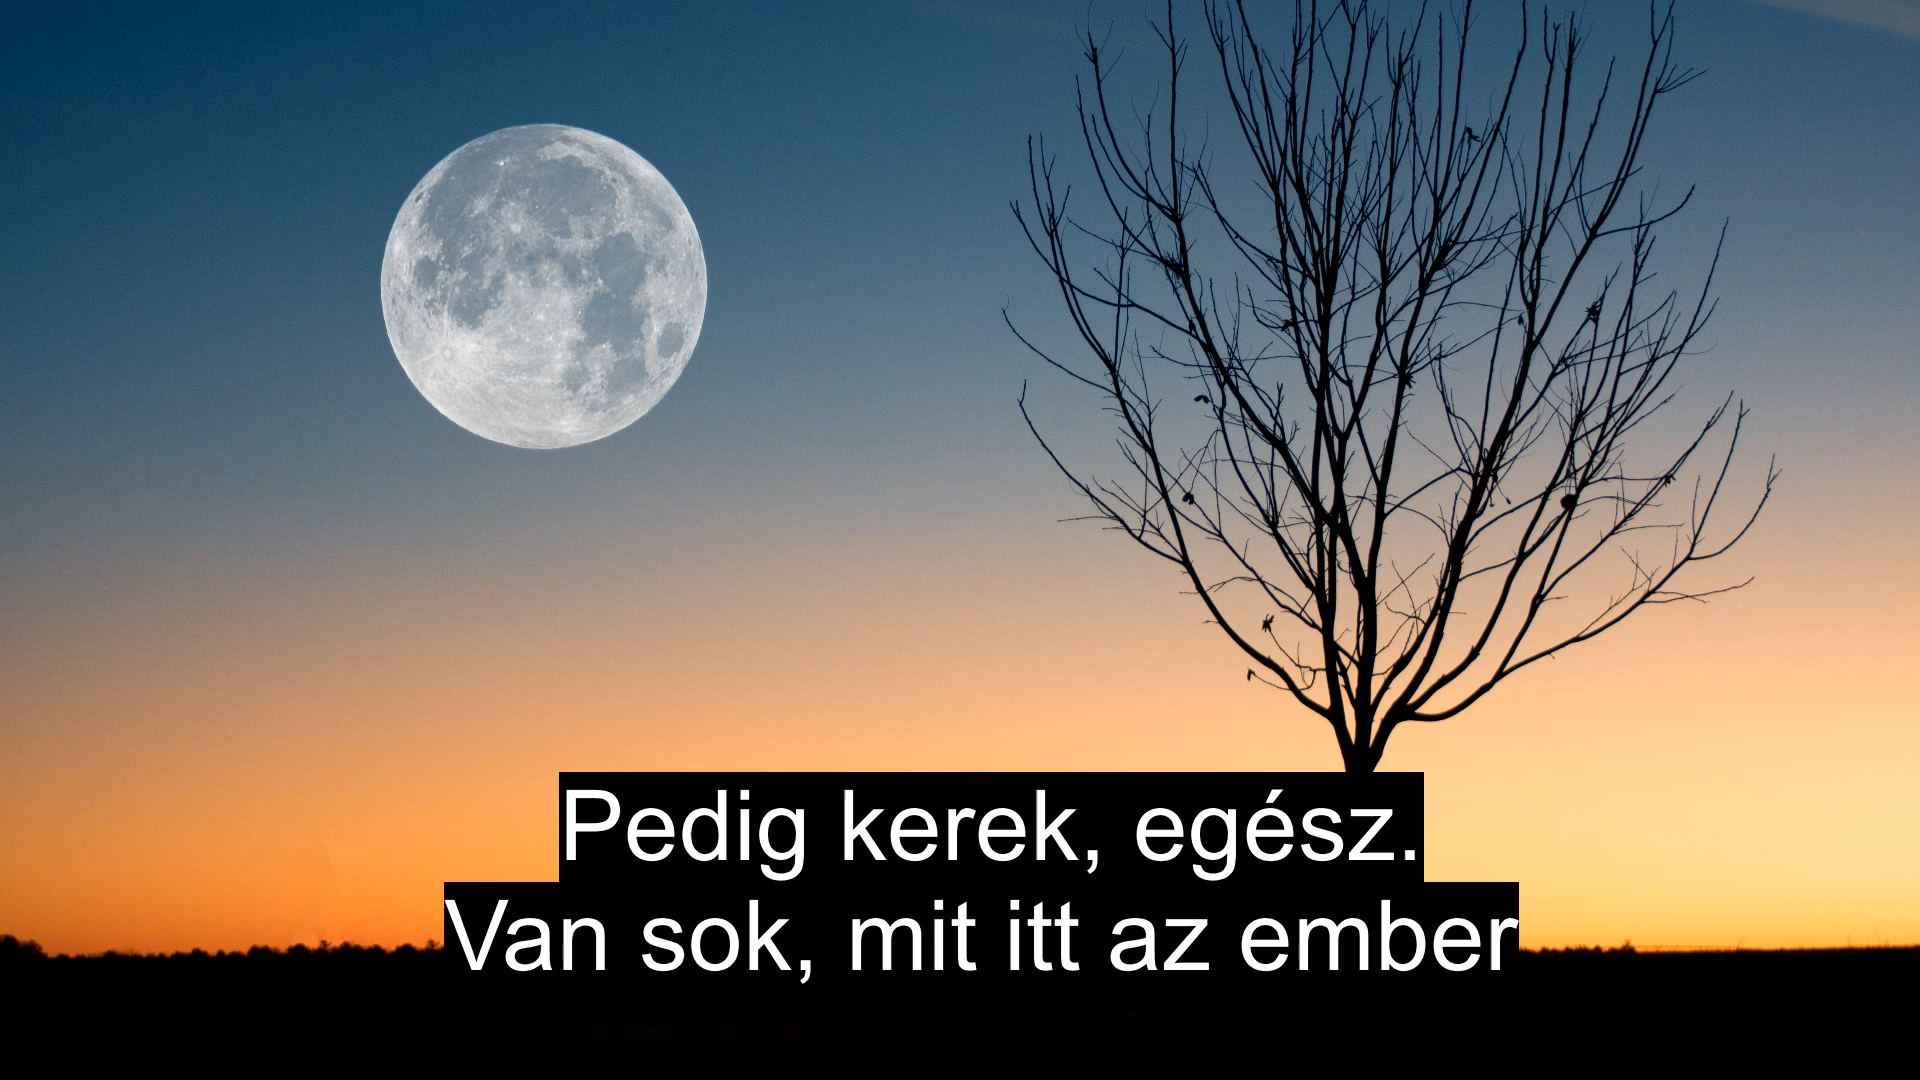 Pedig kerek, egész.
Van sok, mit itt az ember